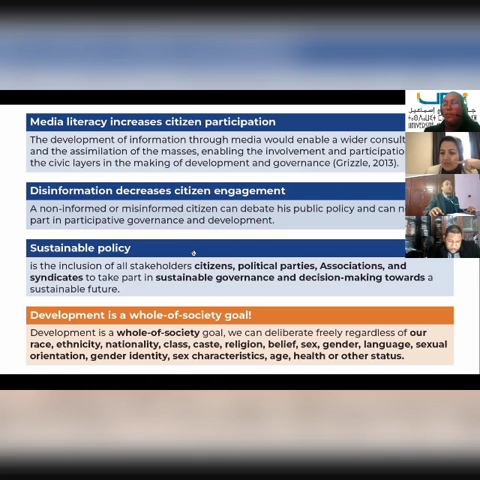 Media literacy increases citizen participation
The development of information through media would enable a wider consult
and the assimilation of the masses, enabling the involvement and participatio
the civic layers in the making of development and governance (Grizzle, 2013).
Disinformation decreases citizen engagement
A non-informed or misinformed citizen can debate his public policy and can n
part in participative governance and development.
Sustainable policy
is the inclusion of all stakeholders citizens, political parties, Associations, and
syndicates to take part in sustainable governance and decision-making towards a
sustainable future.
Development is a whole-of-society goal!
Development is a whole-of-society goal, we can deliberate freely regardless of our
race, ethnicity, nationality, class, caste, religion, belief, sex, gender, language, sexual
orientation, gender identity, sex characteristics, age, health or other status.